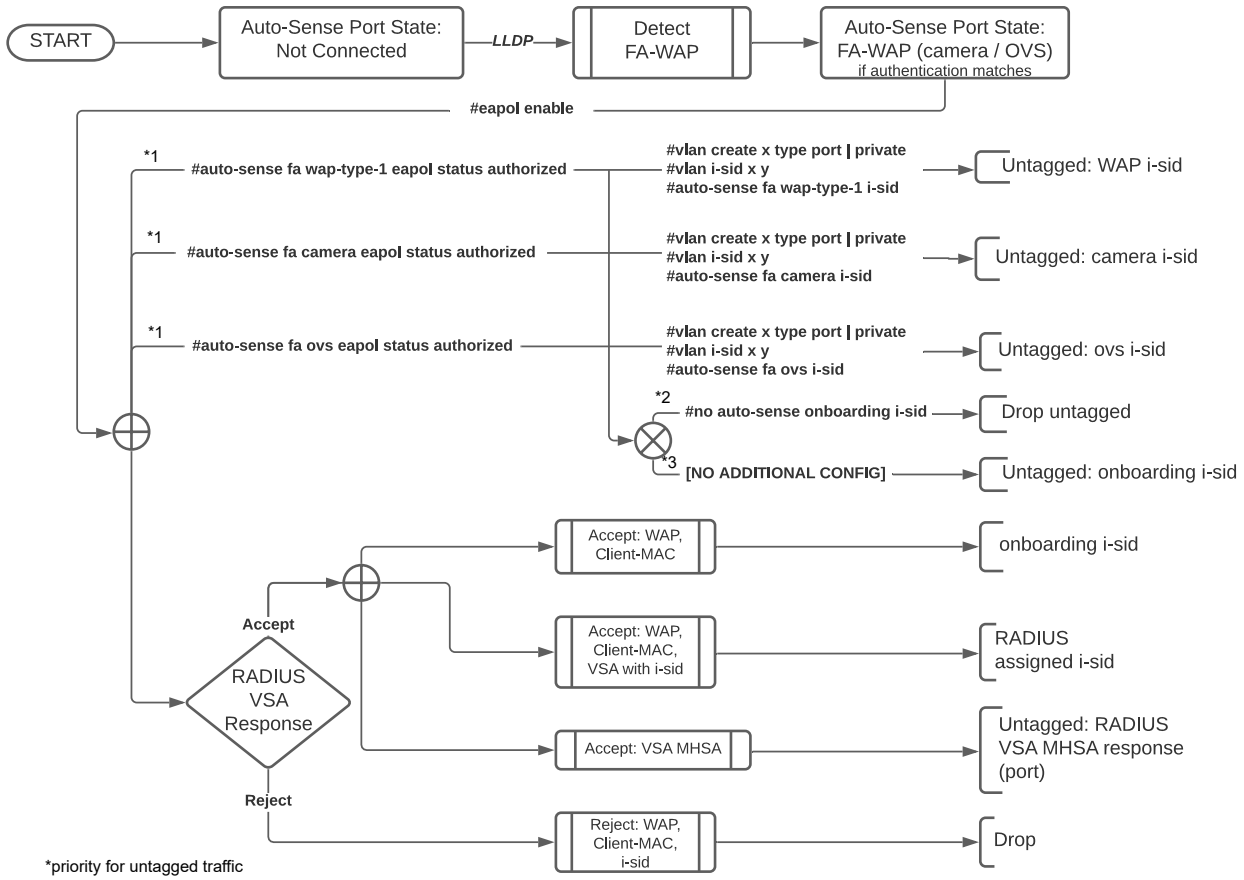 START
Auto-Sense Port State:
Not Connected
LLDP
Detect
FA-WAP
Auto-Sense Port State:
FA-WAP (camera / OVS)
if authentication matches
#eapol enable
*1
#auto-sense fa wap-type-1 eapol status authorized
#vlan create x type port | private
#vlan i-sid x y
#auto-sense fa wap-type-1 i-sid
Untagged: WAP i-sid
*1
#auto-sense fa camera eapol status authorized
#vlan create x type port | private
#vlan i-sid x y
#auto-sense fa camera i-sid
Untagged: camera i-sid
*1
#auto-sense fa ovs eapol status authorized
#vlan create x type port | private
#vlan i-sid x y
#auto-sense fa ovs i-sid
Untagged: ovs i-sid
*2
#no auto-sense onboarding i-sid
Drop untagged
*3
[NO ADDITIONAL CONFIG]
Untagged: onboarding i-sid
Accept: WAP,
Client-MAC
onboarding i-sid
Accept
Accept: WAP,
Client-MAC,
VSA with i-sid
RADIUS
assigned i-sid
RADIUS
VSA
Response
Accept: VSA MHSA
Untagged: RADIUS
VSA MHSA response
(port)
Reject
Reject: WAP,
Client-MAC,
i-sid
Drop
*priority for untagged traffic